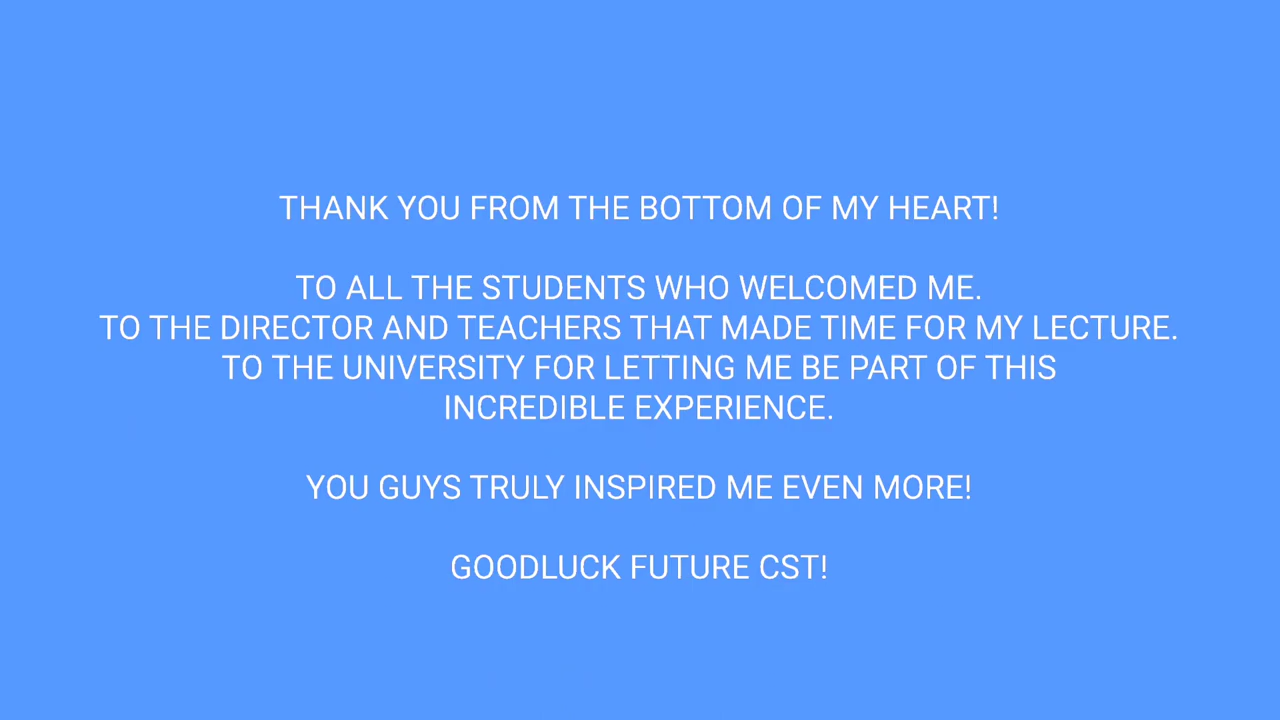 THANK YOU FROM THE BOTTOM OF MY HEART!
TO ALL THE STUDENTS WHO WELCOMED ME.
TO THE DIRECTOR AND TEACHERS THAT MADE TIME FOR MY LECTURE.
TO THE UNIVERSITY FOR LETTING ME BE PART OF THIS
INCREDIBLE EXPERIENCE.
YOU GUYS TRULY INSPIRED ME EVEN MORE!
GOODLUCK FUTURE CST!